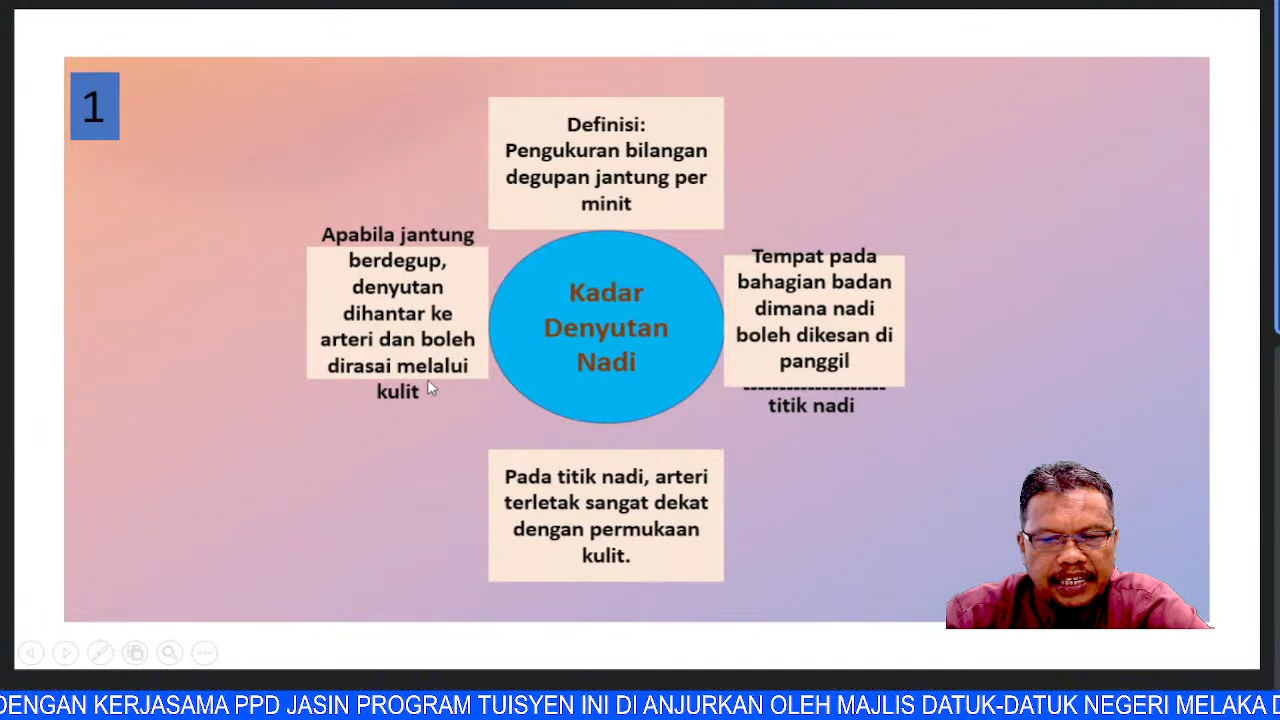 1
Definisi:
Pengukuran bilangan
degupan jantung per
minit
Apabila jantung
berdegup,
denyutan
dihantar ke
arteri dan boleh
dirasai melalui
kulit
Kadar
Denyutan
Nadi
Tempat pada
bahagian badan
dimana nadi
boleh dikesan di
panggil
--------------------
titik nadi
Pada titik nadi, arteri
terletak sangat dekat
dengan permukaan
kulit.
DENGAN KERJASAMA PPD JASIN PROGRAM TUISYEN INI DI ANJURKAN OLEH MAJLIS DATUK-DATUK NEGERI MELAKA